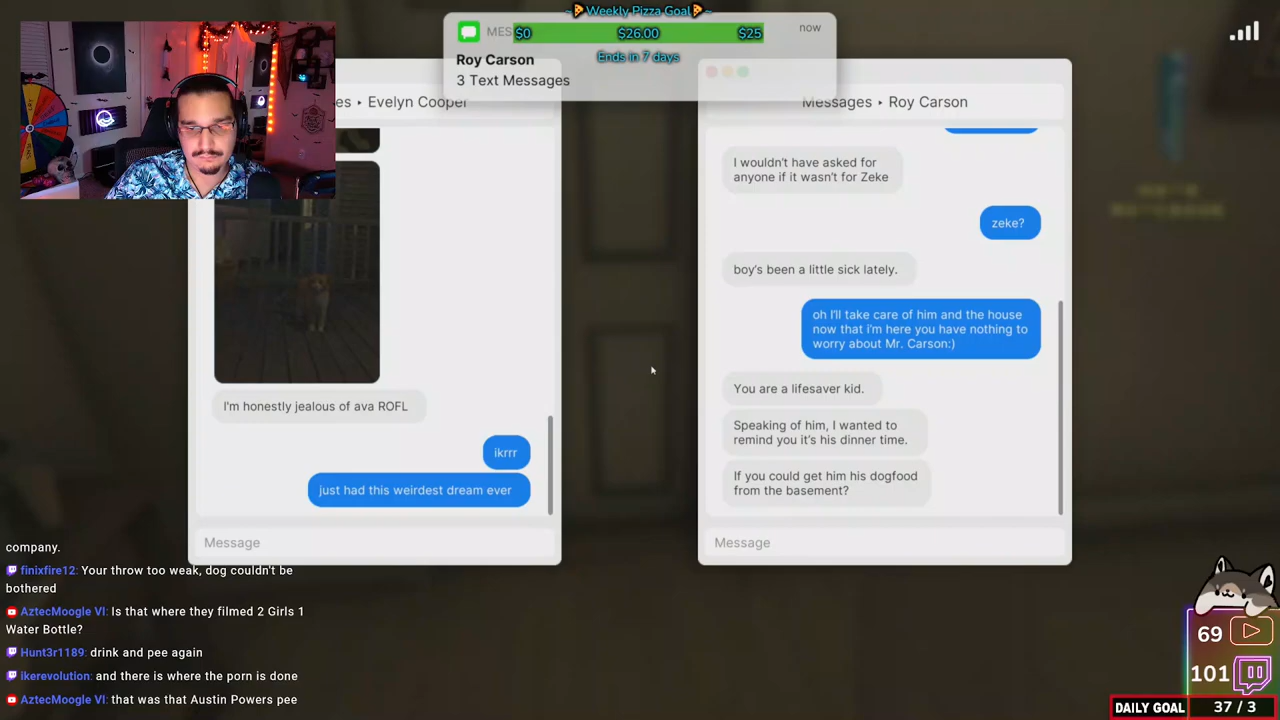 ~🍕Weekly Pizza Goal🍕~
MES
$0
$26.00
$25
now
Ends in 7 days
Roy Carson
3 Text Messages
es ▸ Evelyn Cooper
I'm honestly jealous of ava ROFL
ikrrr
just had this weirdest dream ever
Message
Messages ▸ Roy Carson
I wouldn't have asked for
anyone if it wasn't for Zeke
zeke?
boy's been a little sick lately.
oh I'll take care of him and the house
now that i'm here you have nothing to
worry about Mr. Carson:)
You are a lifesaver kid.
Speaking of him, I wanted to
remind you it's his dinner time.
If you could get him his dogfood
from the basement?
Message
company.
finixfire12: Your throw too weak, dog couldn't be
bothered
AztecMoogle VI: Is that where they filmed 2 Girls 1
Water Bottle?
Hunt3r1189: drink and pee again
ikerevolution: and there is where the porn is done
AztecMoogle VI: that was that Austin Powers pee
69
101
DAILY GOAL
37 / 3